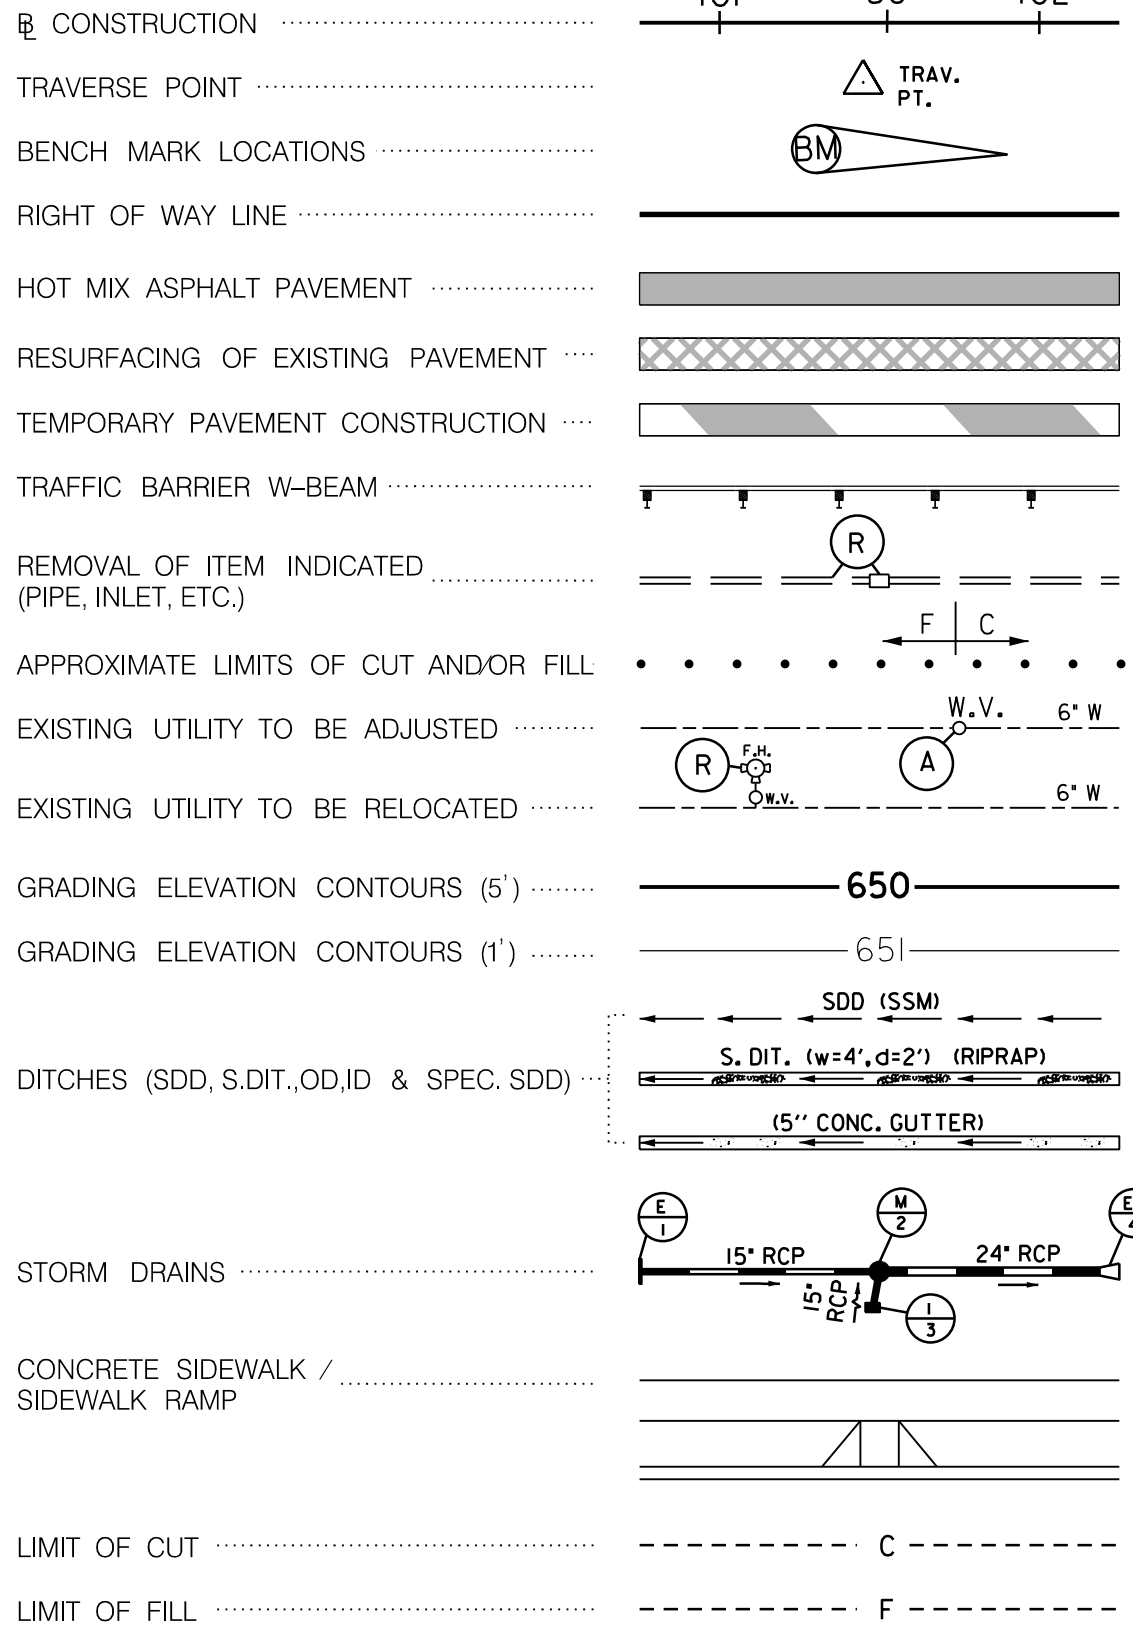 BL CONSTRUCTION
TRAVERSE POINT
TRAV.
PT.
BENCH MARK LOCATIONS
BM
RIGHT OF WAY LINE
HOT MIX ASPHALT PAVEMENT
RESURFACING OF EXISTING PAVEMENT
TEMPORARY PAVEMENT CONSTRUCTION
TRAFFIC BARRIER W–BEAM
REMOVAL OF ITEM INDICATED
(PIPE, INLET, ETC.)
R
F C
APPROXIMATE LIMITS OF CUT AND/OR FILL
EXISTING UTILITY TO BE ADJUSTED
W.V.
6" W
A
R
F.H.
W.V.
EXISTING UTILITY TO BE RELOCATED
6" W
GRADING ELEVATION CONTOURS (5')
650
GRADING ELEVATION CONTOURS (1')
651
DITCHES (SDD, S.DIT.,OD,ID & SPEC. SDD)
SDD (SSM)
S. DIT. (w=4',d=2') (RIPRAP)
(5'' CONC. GUTTER)
STORM DRAINS
E
1
M
2
E
15" RCP
24" RCP
15"
RCP
I
3
CONCRETE SIDEWALK /
SIDEWALK RAMP
LIMIT OF CUT
C
LIMIT OF FILL
F